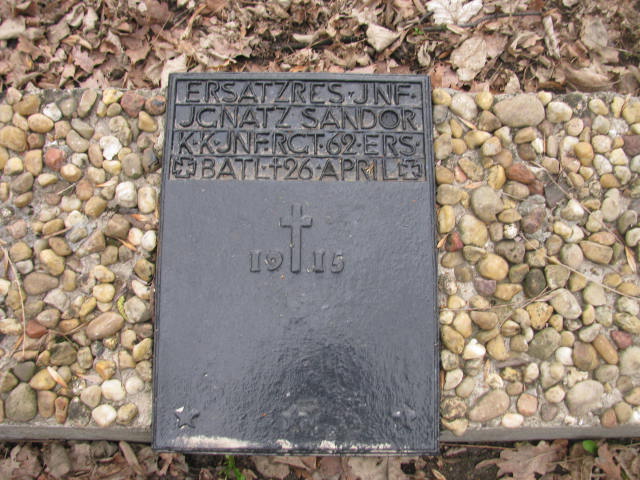 ERSATZRES·JNF
JGNATZ SANDOR
K·K·JNF·RGT·62·ERS·
BATL·†26·APRIL
19†15